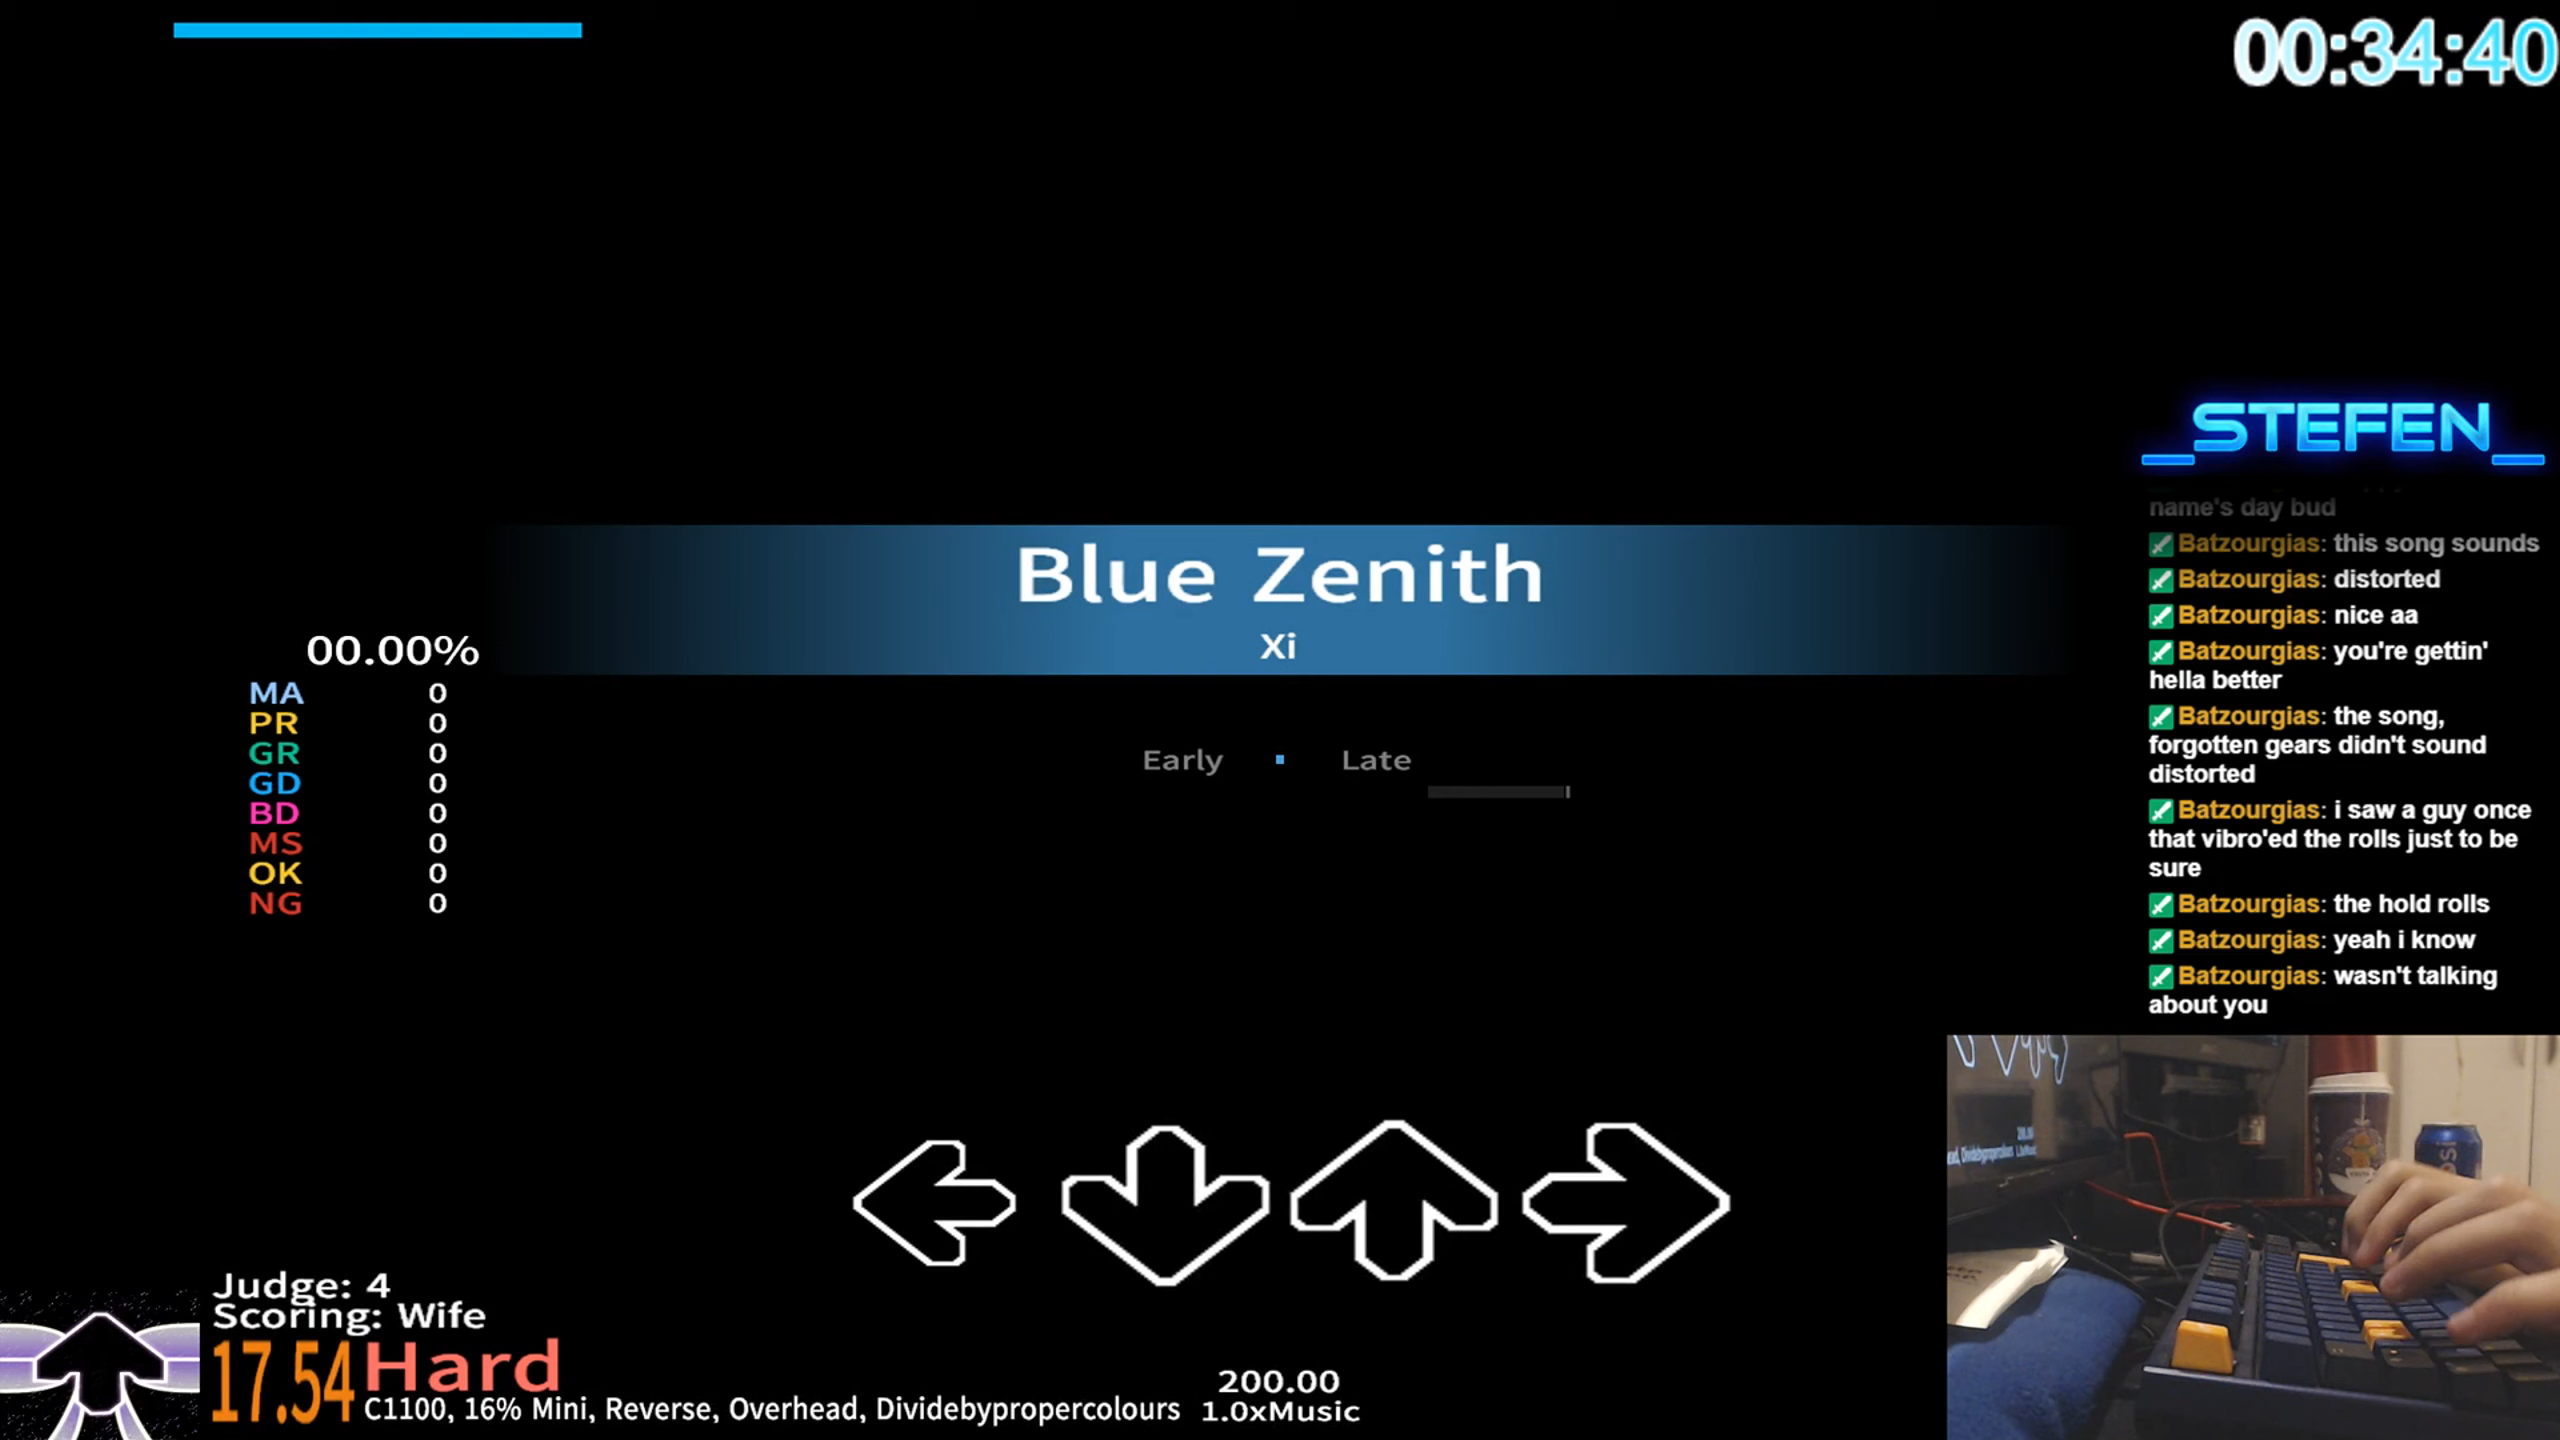 00:34:40
_STEFEN_
name's day bud
Batzourgias: this song sounds
Batzourgias: distorted
Batzourgias: nice aa
Batzourgias: you're gettin'
hella better
Batzourgias: the song,
forgotten gears didn't sound
distorted
Batzourgias: i saw a guy once
that vibro'ed the rolls just to be
sure
Batzourgias: the hold rolls
Batzourgias: yeah i know
Batzourgias: wasn't talking
about you
Blue Zenith
Xi
00.00%
MA 0
PR 0
GR 0
GD 0
BD 0
MS 0
OK 0
NG 0
Early Late
Judge: 4
Scoring: Wife
17.54 Hard
C1100, 16% Mini, Reverse, Overhead, Dividebypropercolours
200.00
1.0xMusic